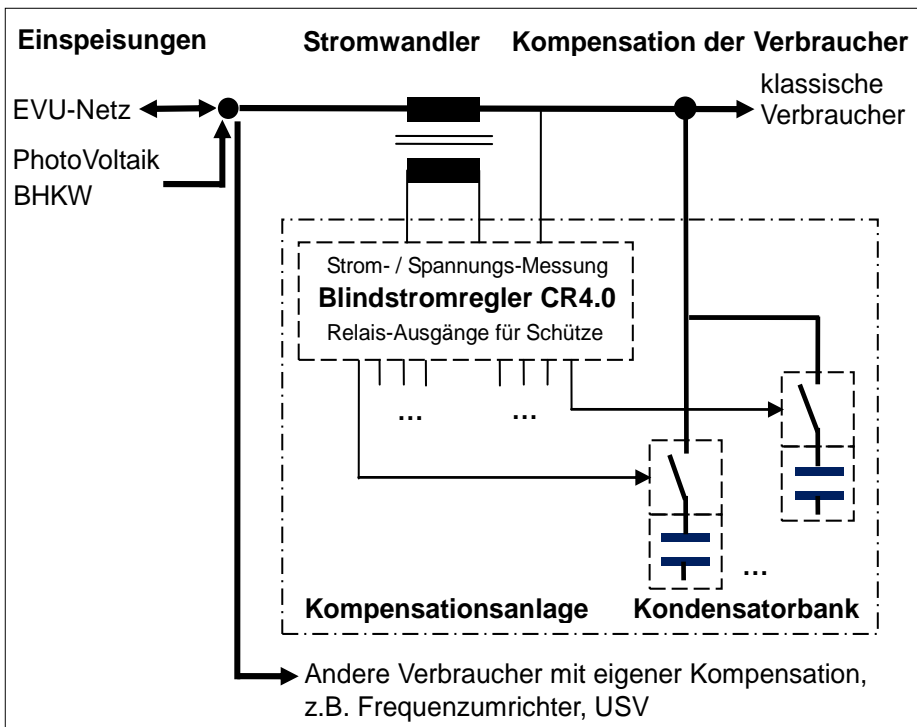 Einspeisungen
Stromwandler
Kompensation der Verbraucher
EVU-Netz
klassische
Verbraucher
PhotoVoltaik
BHKW
Strom- / Spannungs-Messung
Blindstromregler CR4.0
Relais-Ausgänge für Schütze
...
...
...
Kompensationsanlage
Kondensatorbank
Andere Verbraucher mit eigener Kompensation,
z.B. Frequenzumrichter, USV